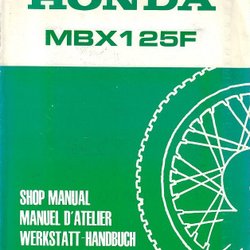 HONDA
MBX125F
SHOP MANUAL
MANUEL D'ATELIER
WERKSTATT-HANDBUCH